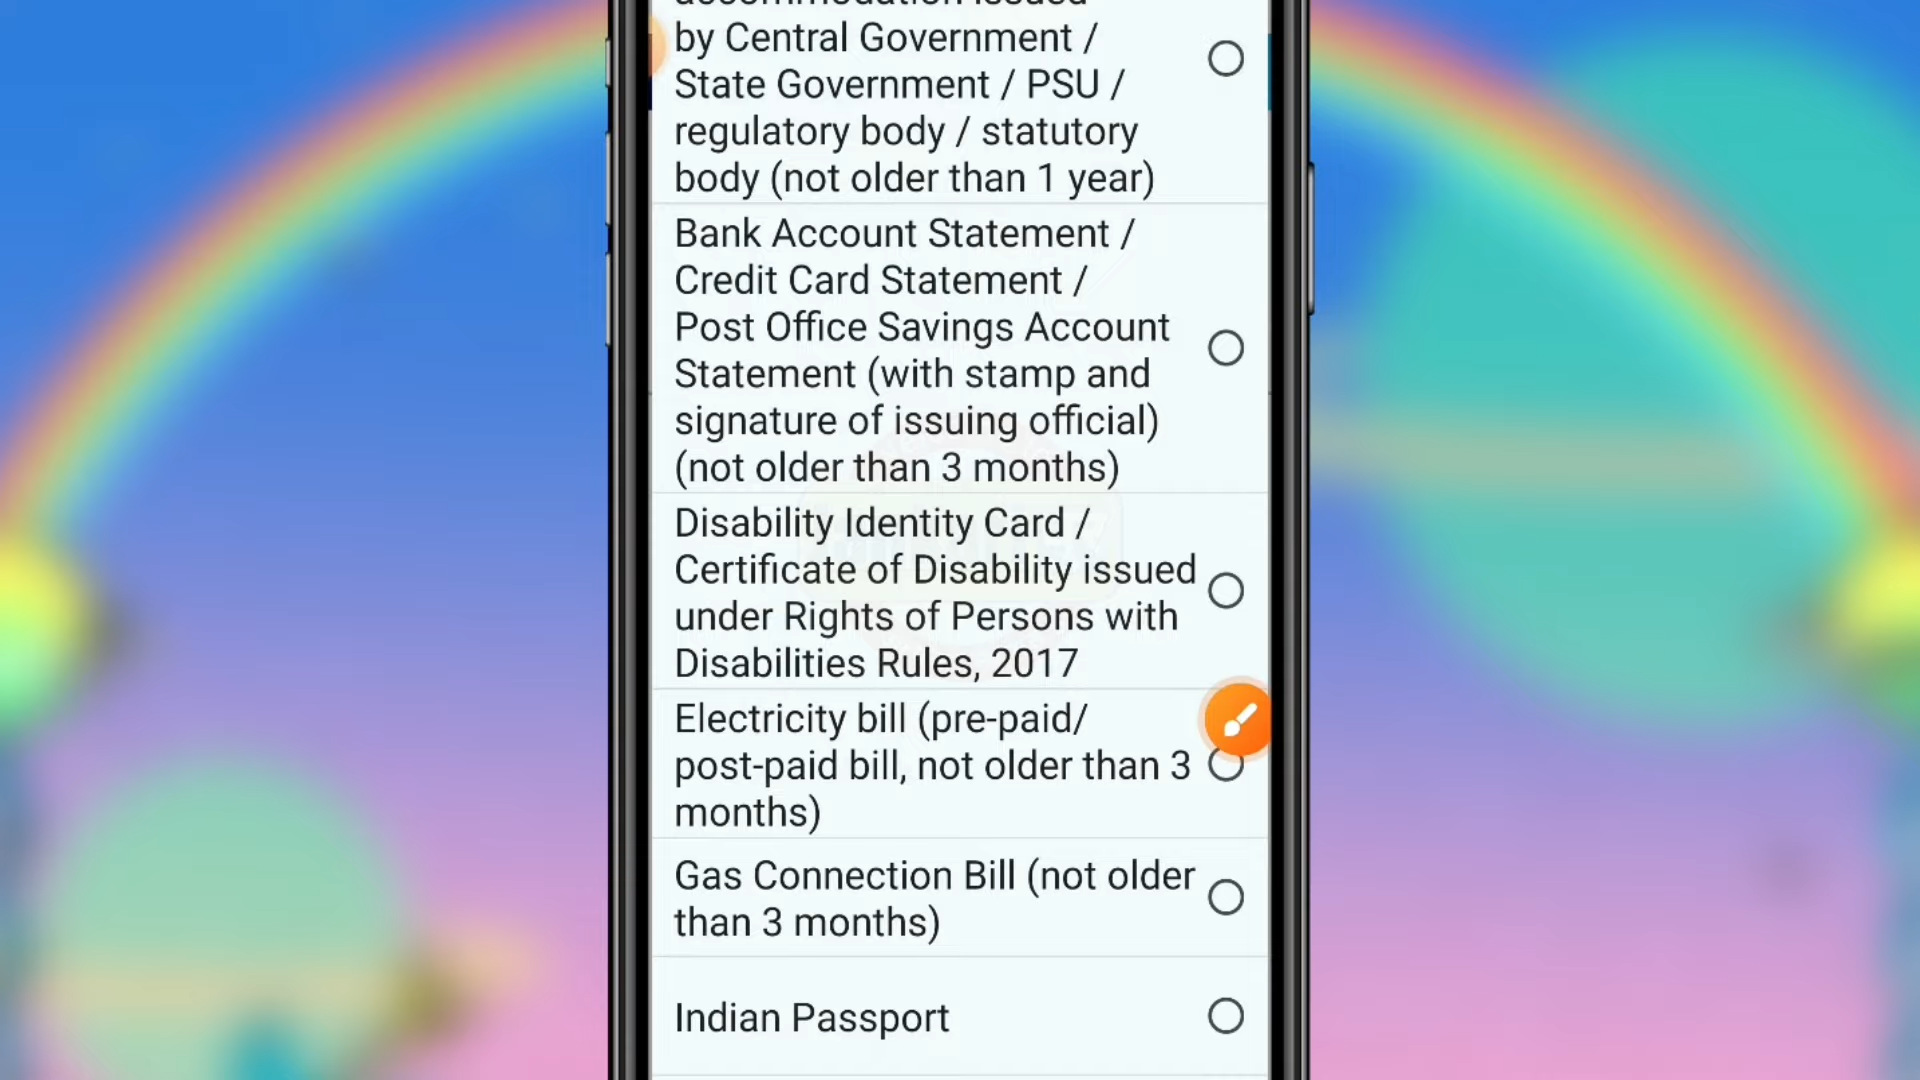 by Central Government /
State Government / PSU /
regulatory body / statutory
body (not older than 1 year)
Bank Account Statement /
Credit Card Statement /
Post Office Savings Account
Statement (with stamp and
signature of issuing official)
(not older than 3 months)
Disability Identity Card /
Certificate of Disability issued
under Rights of Persons with
Disabilities Rules, 2017
Electricity bill (pre-paid/
post-paid bill, not older than 3
months)
Gas Connection Bill (not older
than 3 months)
Indian Passport